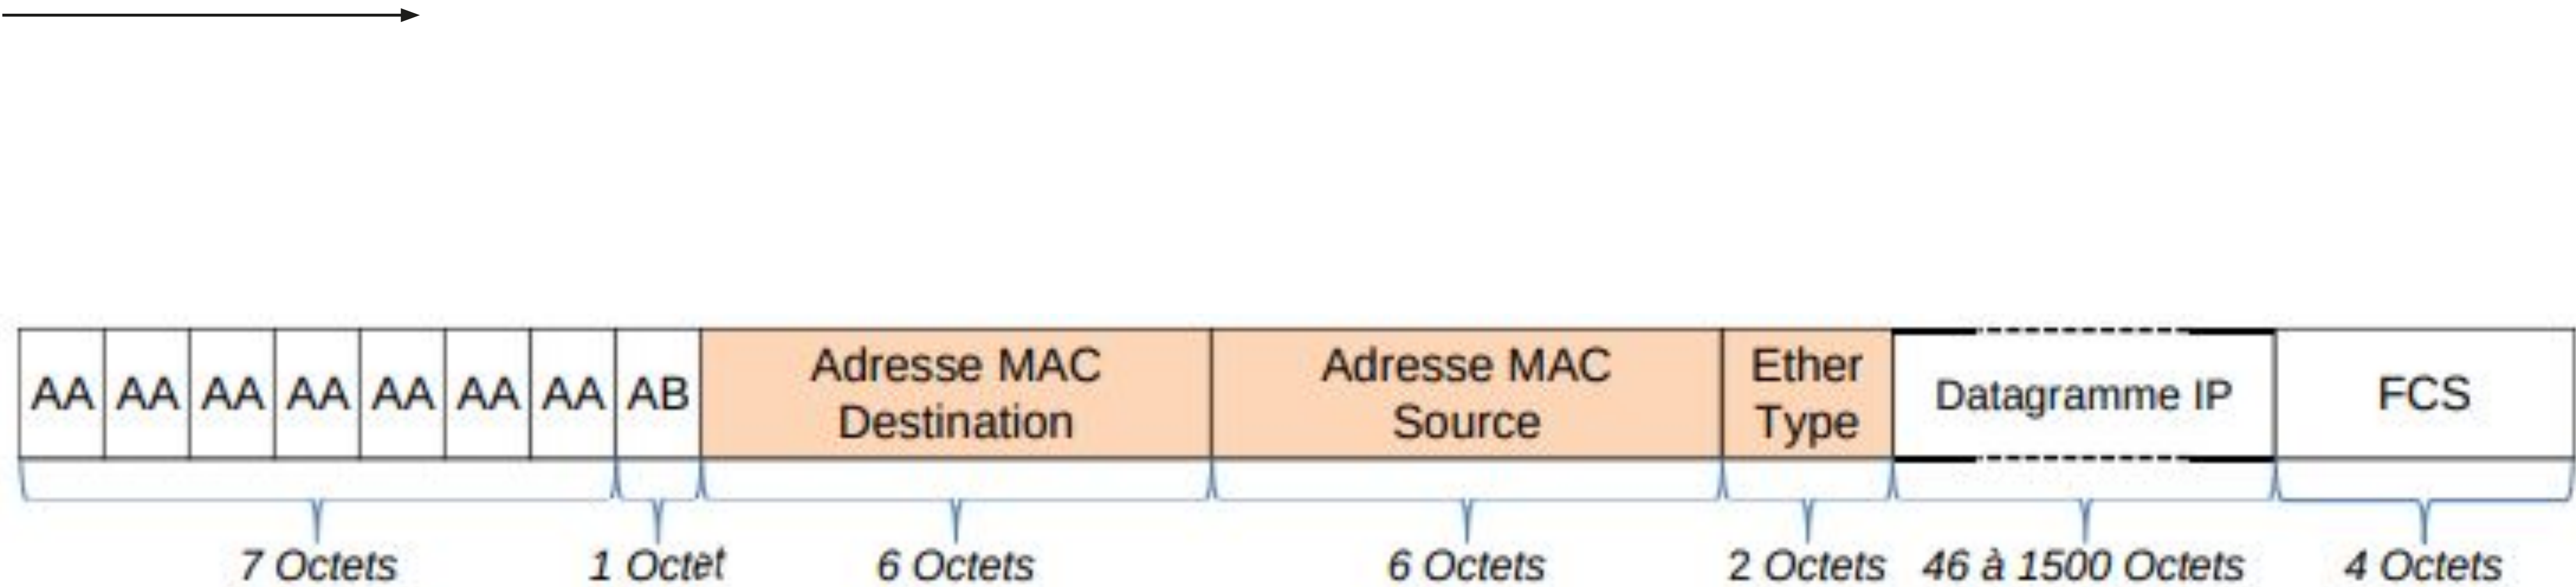 AA AA AA AA AA AA AA AB
Adresse MAC
Destination
Adresse MAC
Source
Ether
Type
Datagramme IP
FCS
7 Octets 1 Octet 6 Octets 6 Octets 2 Octets 46 à 1500 Octets 4 Octets